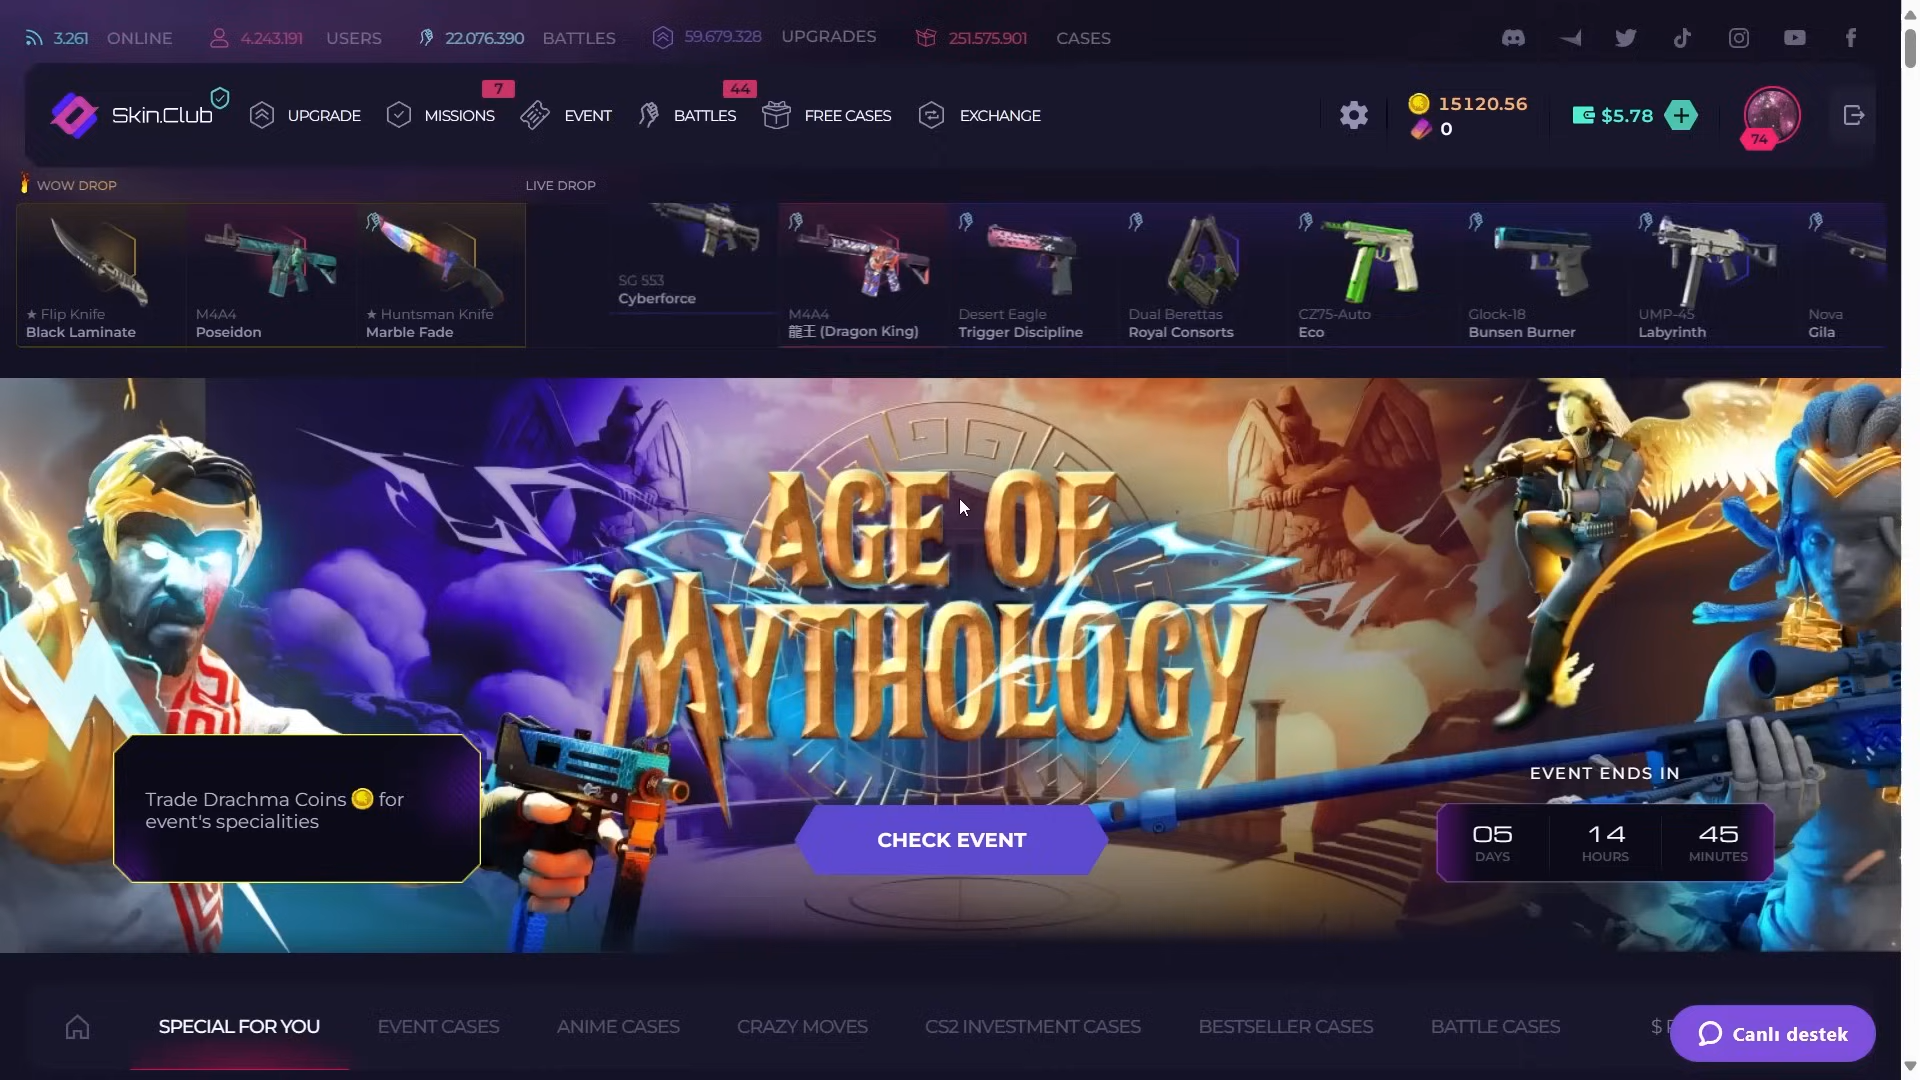 3.261 ONLINE 4.243.191 USERS 22.076.390 BATTLES 59.679.328 UPGRADES 251.575.901 CASES
7 44
Skin.Club UPGRADE MISSIONS EVENT BATTLES FREE CASES EXCHANGE 15120.56 0 $5.78 74
WOW DROP LIVE DROP
★ Flip Knife
Black Laminate
M4A4
Poseidon
★ Huntsman Knife
Marble Fade
SG 553
Cyberforce
M4A4
龍王 (Dragon King)
Desert Eagle
Trigger Discipline
Dual Berettas
Royal Consorts
CZ75-Auto
Eco
Glock-18
Bunsen Burner
UMP-45
Labyrinth
Nova
Gila
AGE OF
MYTHOLOGY
Trade Drachma Coins for
event's specialities
CHECK EVENT
EVENT ENDS IN
05 14 45
DAYS HOURS MINUTES
SPECIAL FOR YOU EVENT CASES ANIME CASES CRAZY MOVES CS2 INVESTMENT CASES BESTSELLER CASES BATTLE CASES $
Canlı destek